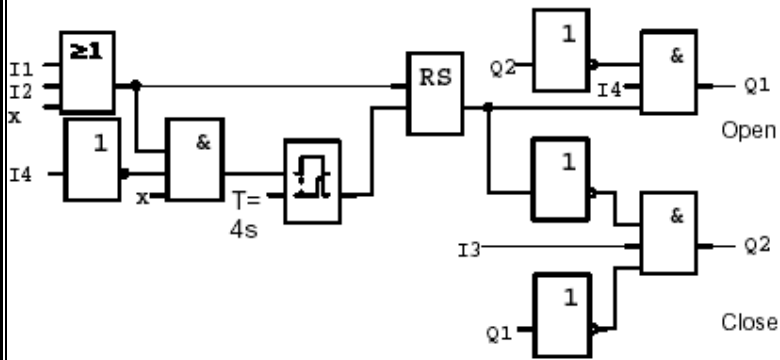 ≥1
I1
I2
x
1
I4
&
x
T=
4s
RS
1
Q2
&
I4
Q1
Open
1
&
I3
Q2
1
Q1
Close